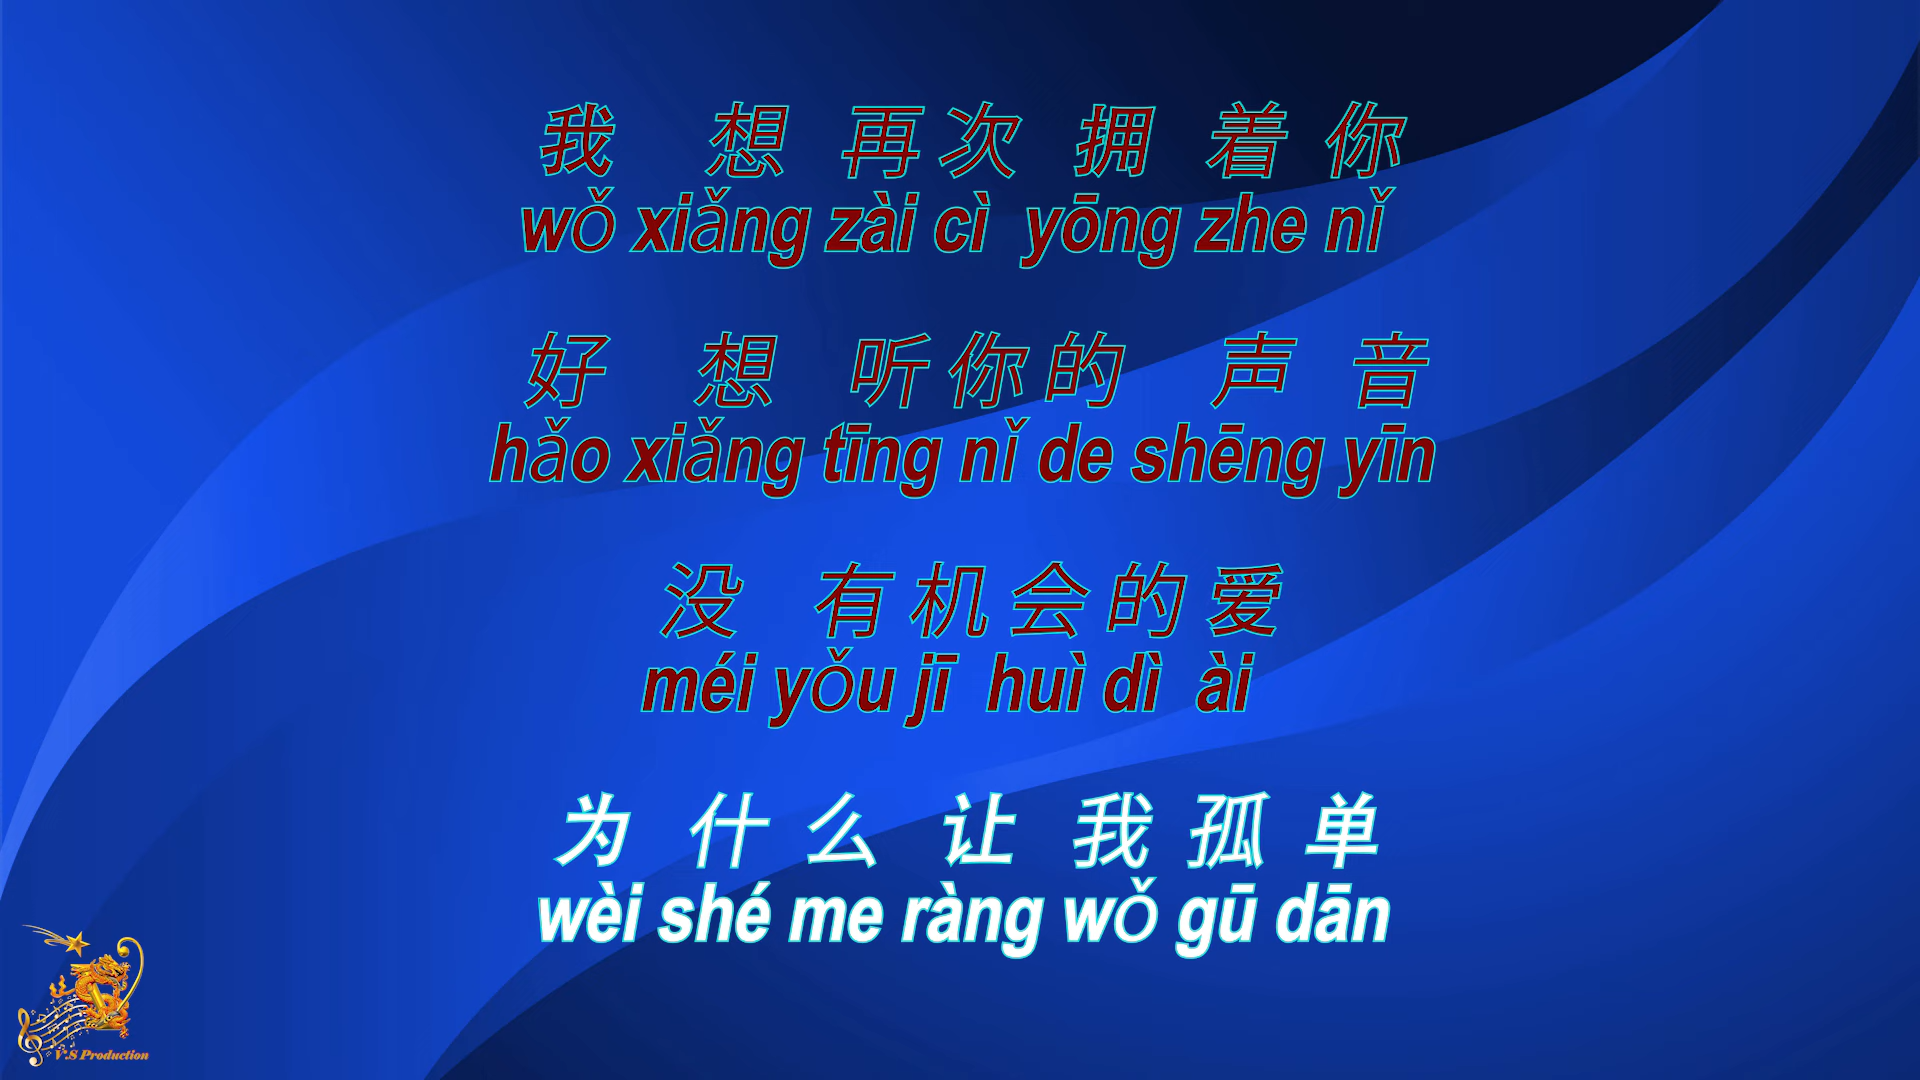 我 想 再次 拥 着 你
wǒ xiǎng zài cì yōng zhe nǐ
好 想 听你的 声 音
hǎo xiǎng tīng nǐ de shēng yīn
没 有机会的爱
méi yǒu jī huì dì ài
为 什 么 让 我 孤 单
wèi shé me ràng wǒ gū dān
V.S Production